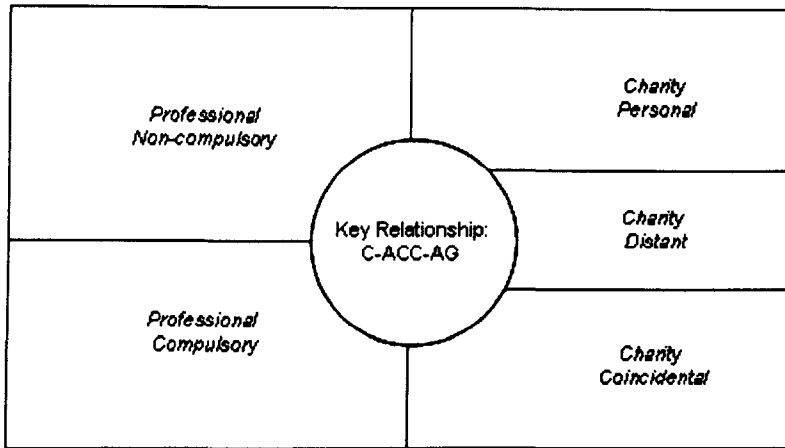 Professional
Non-compulsory
Charity
Personal
Key Relationship:
C-ACC-AG
Charity
Distant
Professional
Compulsory
Charity
Coincidental